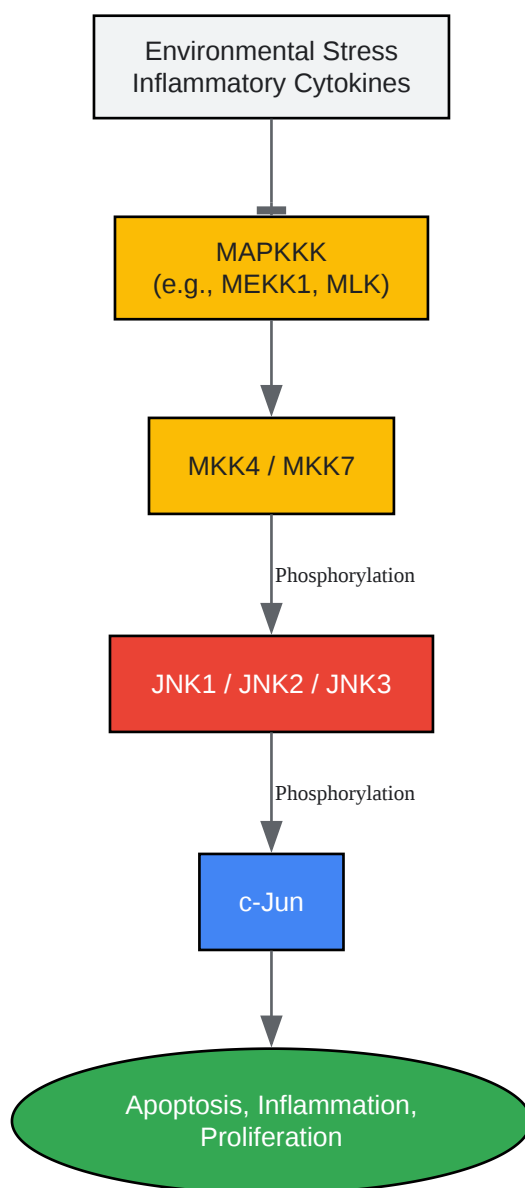 Environmental Stress
Inflammatory Cytokines
MAPKKK
(e.g., MEKK1, MLK)
MKK4 / MKK7
Phosphorylation
JNK1 / JNK2 / JNK3
Phosphorylation
c-Jun
Apoptosis, Inflammation,
Proliferation